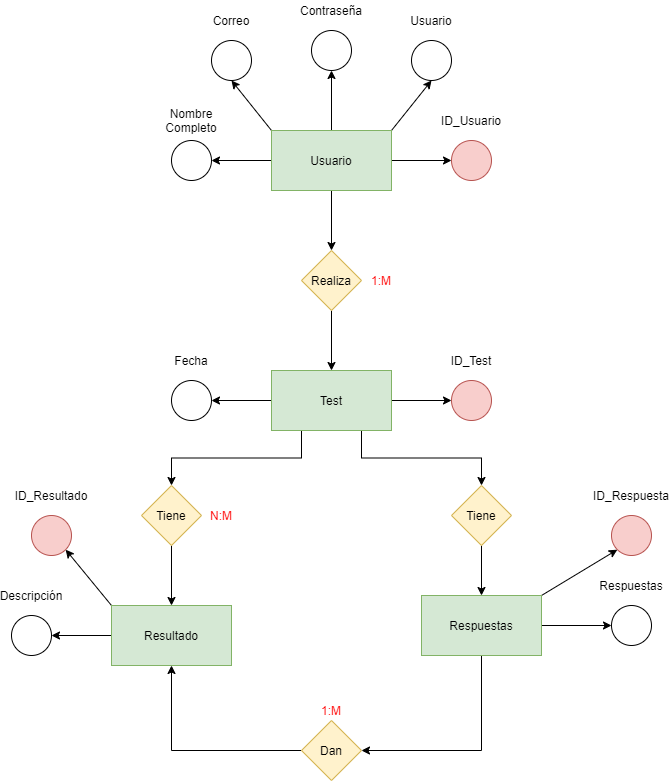 Contraseña
Correo
Usuario
Nombre
Completo
ID_Usuario
Usuario
Realiza
1:M
Fecha
ID_Test
Test
ID_Resultado
Tiene
N:M
Tiene
ID_Respuesta
Descripción
Respuestas
Resultado
Respuestas
1:M
Dan